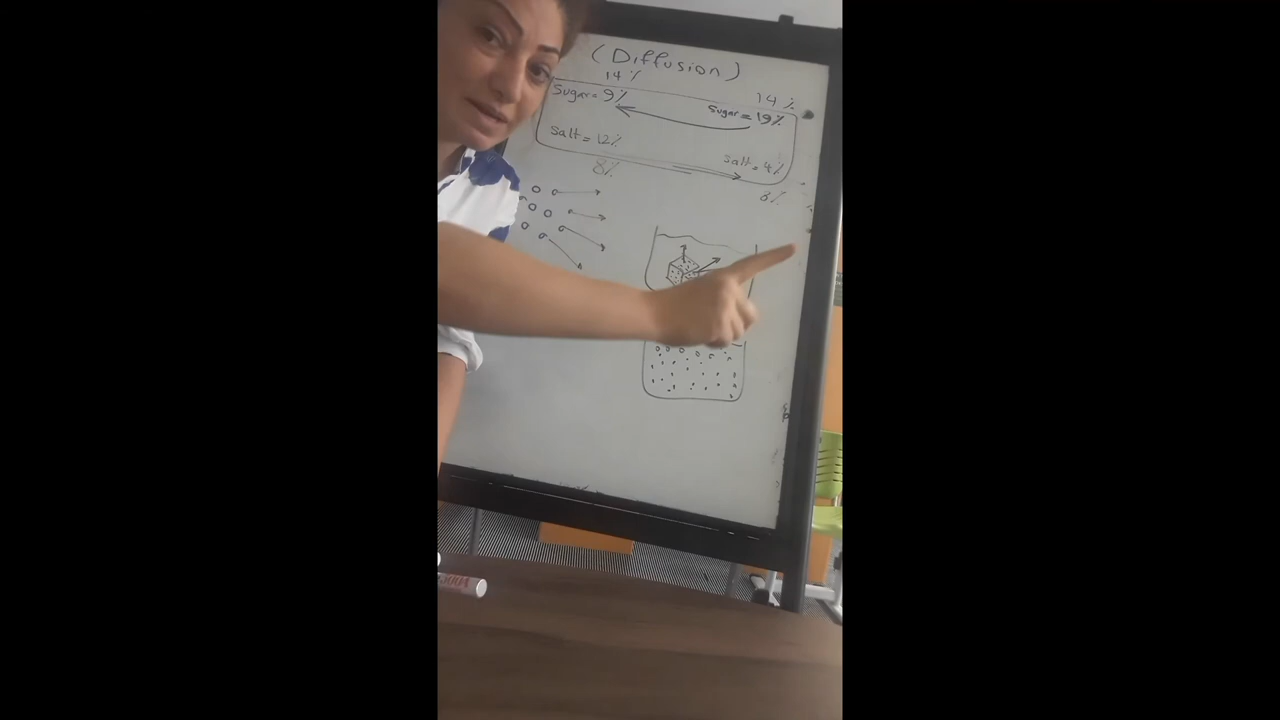 (Diffusion)
14%
14%
Sugar= 9%
Sugar= 19%
Salt = 12%
Salt= 4%
8%
8%